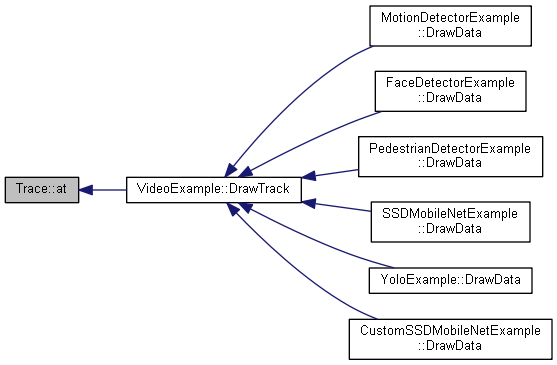 Trace::at
VideoExample::DrawTrack
MotionDetectorExample
::DrawData
FaceDetectorExample
::DrawData
PedestrianDetectorExample
::DrawData
SSDMobileNetExample
::DrawData
YoloExample::DrawData
CustomSSDMobileNetExample
::DrawData